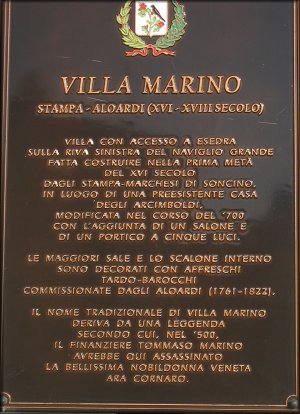 VILLA MARINO
STAMPA - ALOARDI (XVI - XVIII SECOLO)
VILLA CON ACCESSO A ESEDRA
SULLA RIVA SINISTRA DEL NAVIGLIO GRANDE
FATTA COSTRUIRE NELLA PRIMA METÀ
DEL XVI SECOLO
DAGLI STAMPA-MARCHESI DI SONCINO,
IN LUOGO DI UNA PREESISTENTE CASA
DEGLI ARCIMBOLDI.
MODIFICATA NEL CORSO DEL '700
CON L'AGGIUNTA DI UN SALONE E
DI UN PORTICO A CINQUE LUCI.
LE MAGGIORI SALE E LO SCALONE INTERNO
SONO DECORATI CON AFFRESCHI
TARDO-BAROCCHI
COMMISSIONATE DAGLI ALOARDI (1761-1822).
IL NOME TRADIZIONALE DI VILLA MARINO
DERIVA DA UNA LEGGENDA
SECONDO CUI, NEL '500,
IL FINANZIERE TOMMASO MARINO
AVREBBE QUI ASSASSINATO
LA BELLISSIMA NOBILDONNA VENETA
ARA CORNARO.